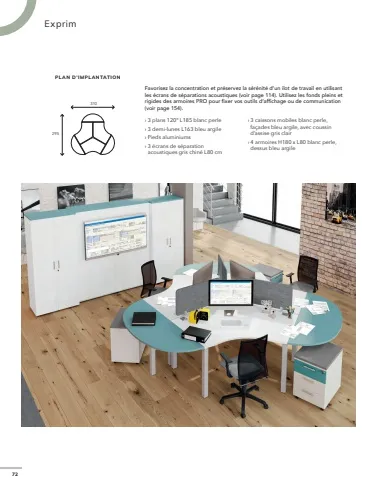 Exprim
PLAN D'IMPLANTATION
310
295
Favorisez la concentration et préservez la sérénité d'un îlot de travail en utilisant
les écrans de séparations acoustiques (voir page 114). Utilisez les fonds pleins et
rigides des armoires PRO pour fixer vos outils d'affichage ou de communication
(voir page 154).
› 3 plans 120° L185 blanc perle
› 3 demi-lunes L163 bleu argile
› Pieds aluminiums
› 3 écrans de séparation
acoustiques gris chiné L80 cm
› 3 caissons mobiles blanc perle,
façades bleu argile, avec coussin
d'assise gris clair
› 4 armoires H180 x L80 blanc perle,
dessus bleu argile
72